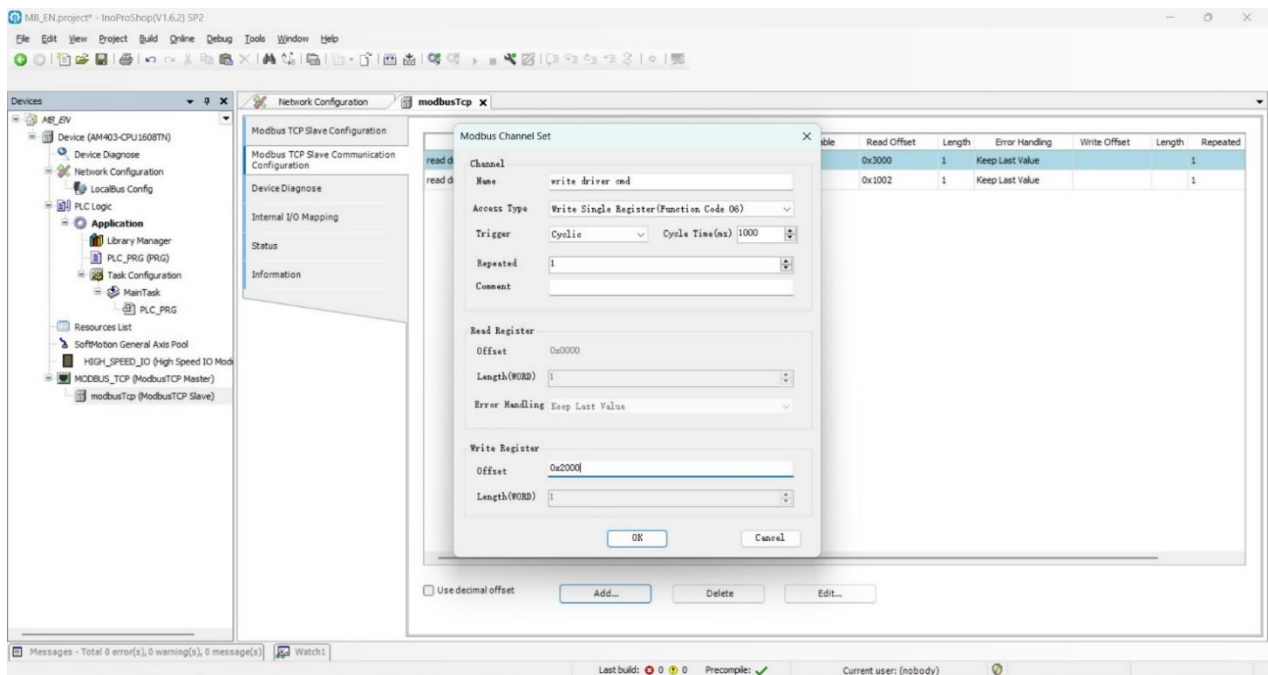 MB_EN.project* - InoProShop(V1.6.2) SP2
File Edit View Project Build Online Debug Tools Window Help
Devices
MB_EN
Device (AM403-CPU1608TN)
Device Diagnose
Network Configuration
LocalBus Config
PLC Logic
Application
Library Manager
PLC_PRG (PRG)
Task Configuration
MainTask
PLC_PRG
Resources List
SoftMotion General Axis Pool
HIGH_SPEED_IO (High Speed IO Modu
MODBUS_TCP (ModbusTCP Master)
modbusTcp (ModbusTCP Slave)
Network Configuration modbusTcp
Modbus TCP Slave Configuration
Modbus TCP Slave Communication
Configuration
Device Diagnose
Internal I/O Mapping
Status
Information
Read Offset Length Error Handling Write Offset Length Repeated
read d 0x3000 1 Keep Last Value 1
read d 0x1002 1 Keep Last Value 1
Modbus Channel Set
Channel
Name write driver cmd
Access Type Write Single Register(Function Code 06)
Trigger Cyclic Cycle Time(ms) 1000
Repeated 1
Comment
Read Register
Offset 0x0000
Length(WORD) 1
Error Handling Keep Last Value
Write Register
Offset 0x2000
Length(WORD) 1
OK Cancel
Use decimal offset Add... Delete Edit...
Messages - Total 0 error(s), 0 warning(s), 0 message(s) Watch1
Last build: 0 0 Precompile: Current user: (nobody)